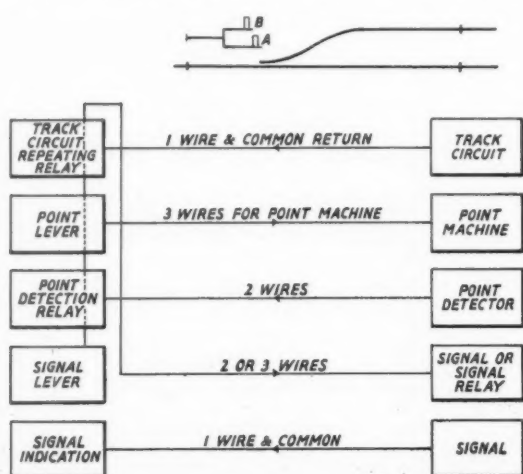 B
A
TRACK
CIRCUIT
REPEATING
RELAY
1 WIRE & COMMON RETURN
TRACK
CIRCUIT
POINT
LEVER
3 WIRES FOR POINT MACHINE
POINT
MACHINE
POINT
DETECTION
RELAY
2 WIRES
POINT
DETECTOR
SIGNAL
LEVER
2 OR 3 WIRES
SIGNAL OR
SIGNAL
RELAY
SIGNAL
INDICATION
1 WIRE & COMMON
SIGNAL